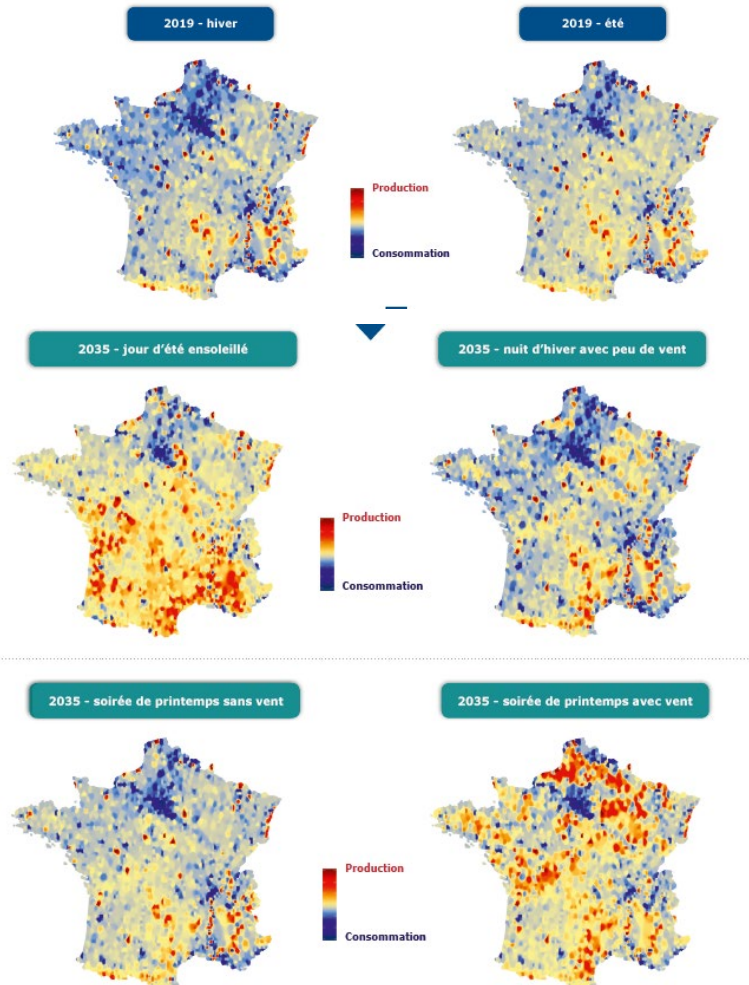 2019 - hiver
2019 - été
Production
Consommation
2035 - jour d'été ensoleillé
2035 - nuit d'hiver avec peu de vent
Production
Consommation
2035 - soirée de printemps sans vent
2035 - soirée de printemps avec vent
Production
Consommation